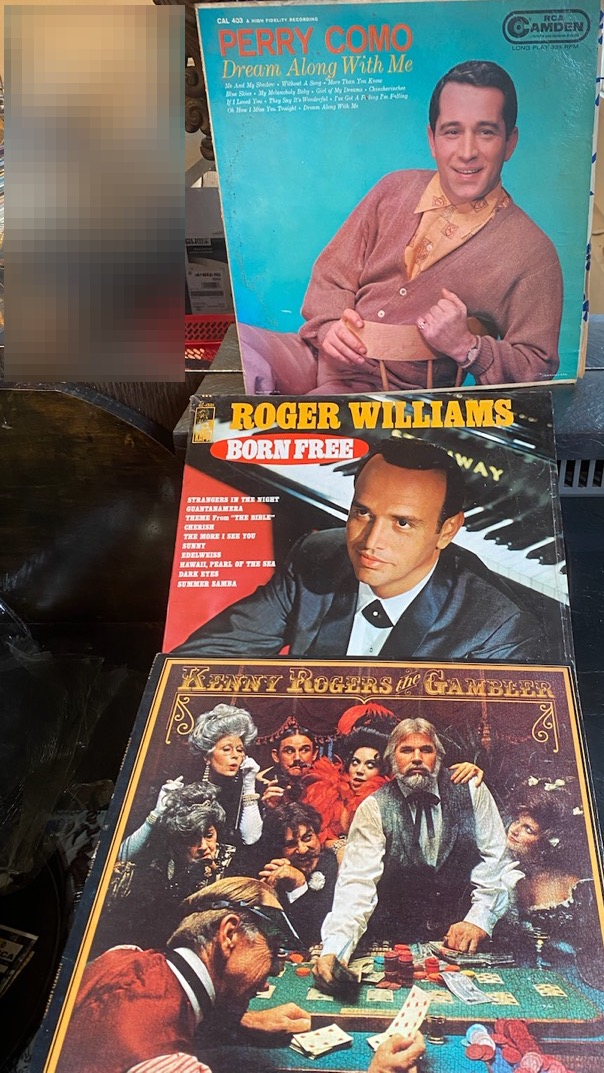 CAL 403 A HIGH FIDELITY RECORDING
RCA
CAMDEN
LONG PLAY 33⅓ RPM
PERRY COMO
Dream Along With Me
Me And My Shadow • Without A Song • More Than You Know
Blue Skies • My Melancholy Baby • Girl of My Dreams • Chincherinchee
If I Loved You • They Say It's Wonderful • I've Got A Feeling I'm Falling
Oh How I Miss You Tonight • Dream Along With Me
ROGER WILLIAMS
BORN FREE
WAY
STRANGERS IN THE NIGHT
GUANTANAMERA
THEME From "THE BIBLE"
CHERISH
THE MORE I SEE YOU
SUNNY
EDELWEISS
HAWAII, PEARL OF THE SEA
DARK EYES
SUMMER SAMBA
KENNY ROGERS the GAMBLER